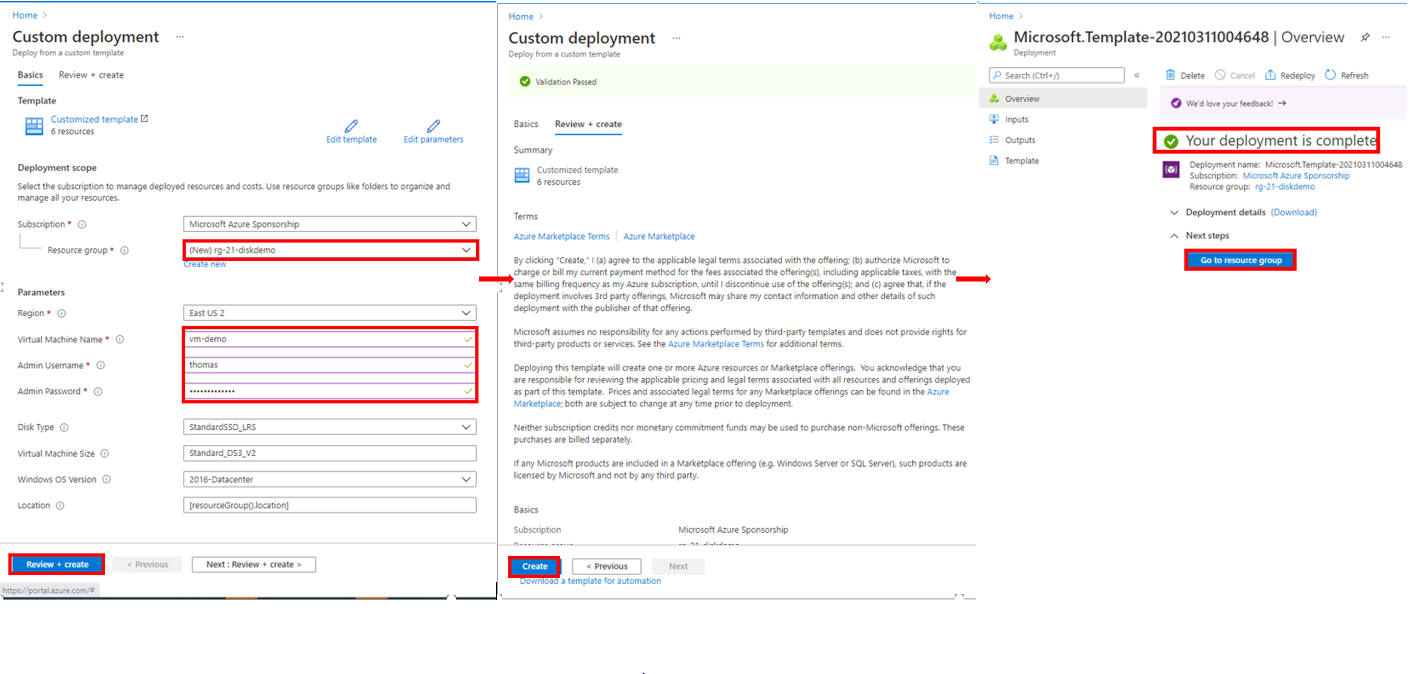 Home >
Custom deployment ...
Deploy from a custom template
Basics Review + create
Template
Customized template
6 resources
Edit template Edit parameters
Deployment scope
Select the subscription to manage deployed resources and costs. Use resource groups like folders to organize and
manage all your resources.
Subscription * Microsoft Azure Sponsorship
Resource group * (New) rg-21-diskdemo
Create new
Parameters
Region * East US 2
Virtual Machine Name * vm-demo
Admin Username * thomas
Admin Password * •••••••••••••
Disk Type StandardSSD_LRS
Virtual Machine Size Standard_DS3_V2
Windows OS Version 2016-Datacenter
Location [resourceGroup().location]
Review + create < Previous Next : Review + create >
https://portal.azure.com/#
Home >
Custom deployment ...
Deploy from a custom template
Validation Passed
Basics Review + create
Summary
Customized template
6 resources
Terms
Azure Marketplace Terms Azure Marketplace
By clicking "Create," I (a) agree to the applicable legal terms associated with the offering; (b) authorize Microsoft to
charge or bill my current payment method for the fees associated the offering(s), including applicable taxes, with the
same billing frequency as my Azure subscription, until I discontinue use of the offering(s); and (c) agree that, if the
deployment involves 3rd party offerings, Microsoft may share my contact information and other details of such
deployment with the publisher of that offering.
Microsoft assumes no responsibility for any actions performed by third-party templates and does not provide rights for
third-party products or services. See the Azure Marketplace Terms for additional terms.
Deploying this template will create one or more Azure resources or Marketplace offerings. You acknowledge that you
are responsible for reviewing the applicable pricing and legal terms associated with all resources and offerings deployed
as part of this template. Prices and associated legal terms for any Marketplace offerings can be found in the Azure
Marketplace; both are subject to change at any time prior to deployment.
Neither subscription credits nor monetary commitment funds may be used to purchase non-Microsoft offerings. These
purchases are billed separately.
If any Microsoft products are included in a Marketplace offering (e.g. Windows Server or SQL Server), such products are
licensed by Microsoft and not by any third party.
Basics
Subscription Microsoft Azure Sponsorship
Resource group rg-21-diskdemo
Create < Previous Next
Download a template for automation
Home >
Microsoft.Template-20210311004648 | Overview ...
Deployment
Search (Ctrl+/) «
Overview
Inputs
Outputs
Template
Delete Cancel Redeploy Refresh
We'd love your feedback! →
Your deployment is complete
Deployment name: Microsoft.Template-20210311004648
Subscription: Microsoft Azure Sponsorship
Resource group: rg-21-diskdemo
Deployment details (Download)
Next steps
Go to resource group